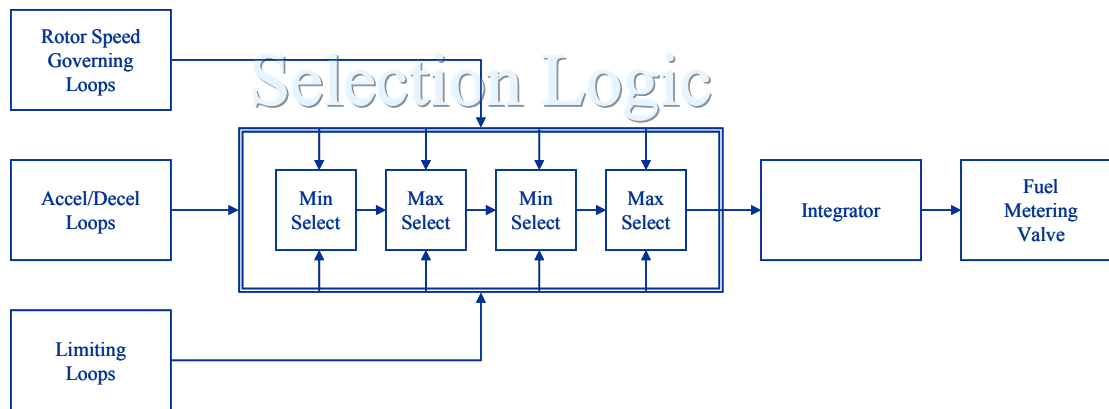 Rotor Speed
Governing
Loops
Selection Logic
Accel/Decel
Loops
Min
Select
Max
Select
Min
Select
Max
Select
Integrator
Fuel
Metering
Valve
Limiting
Loops